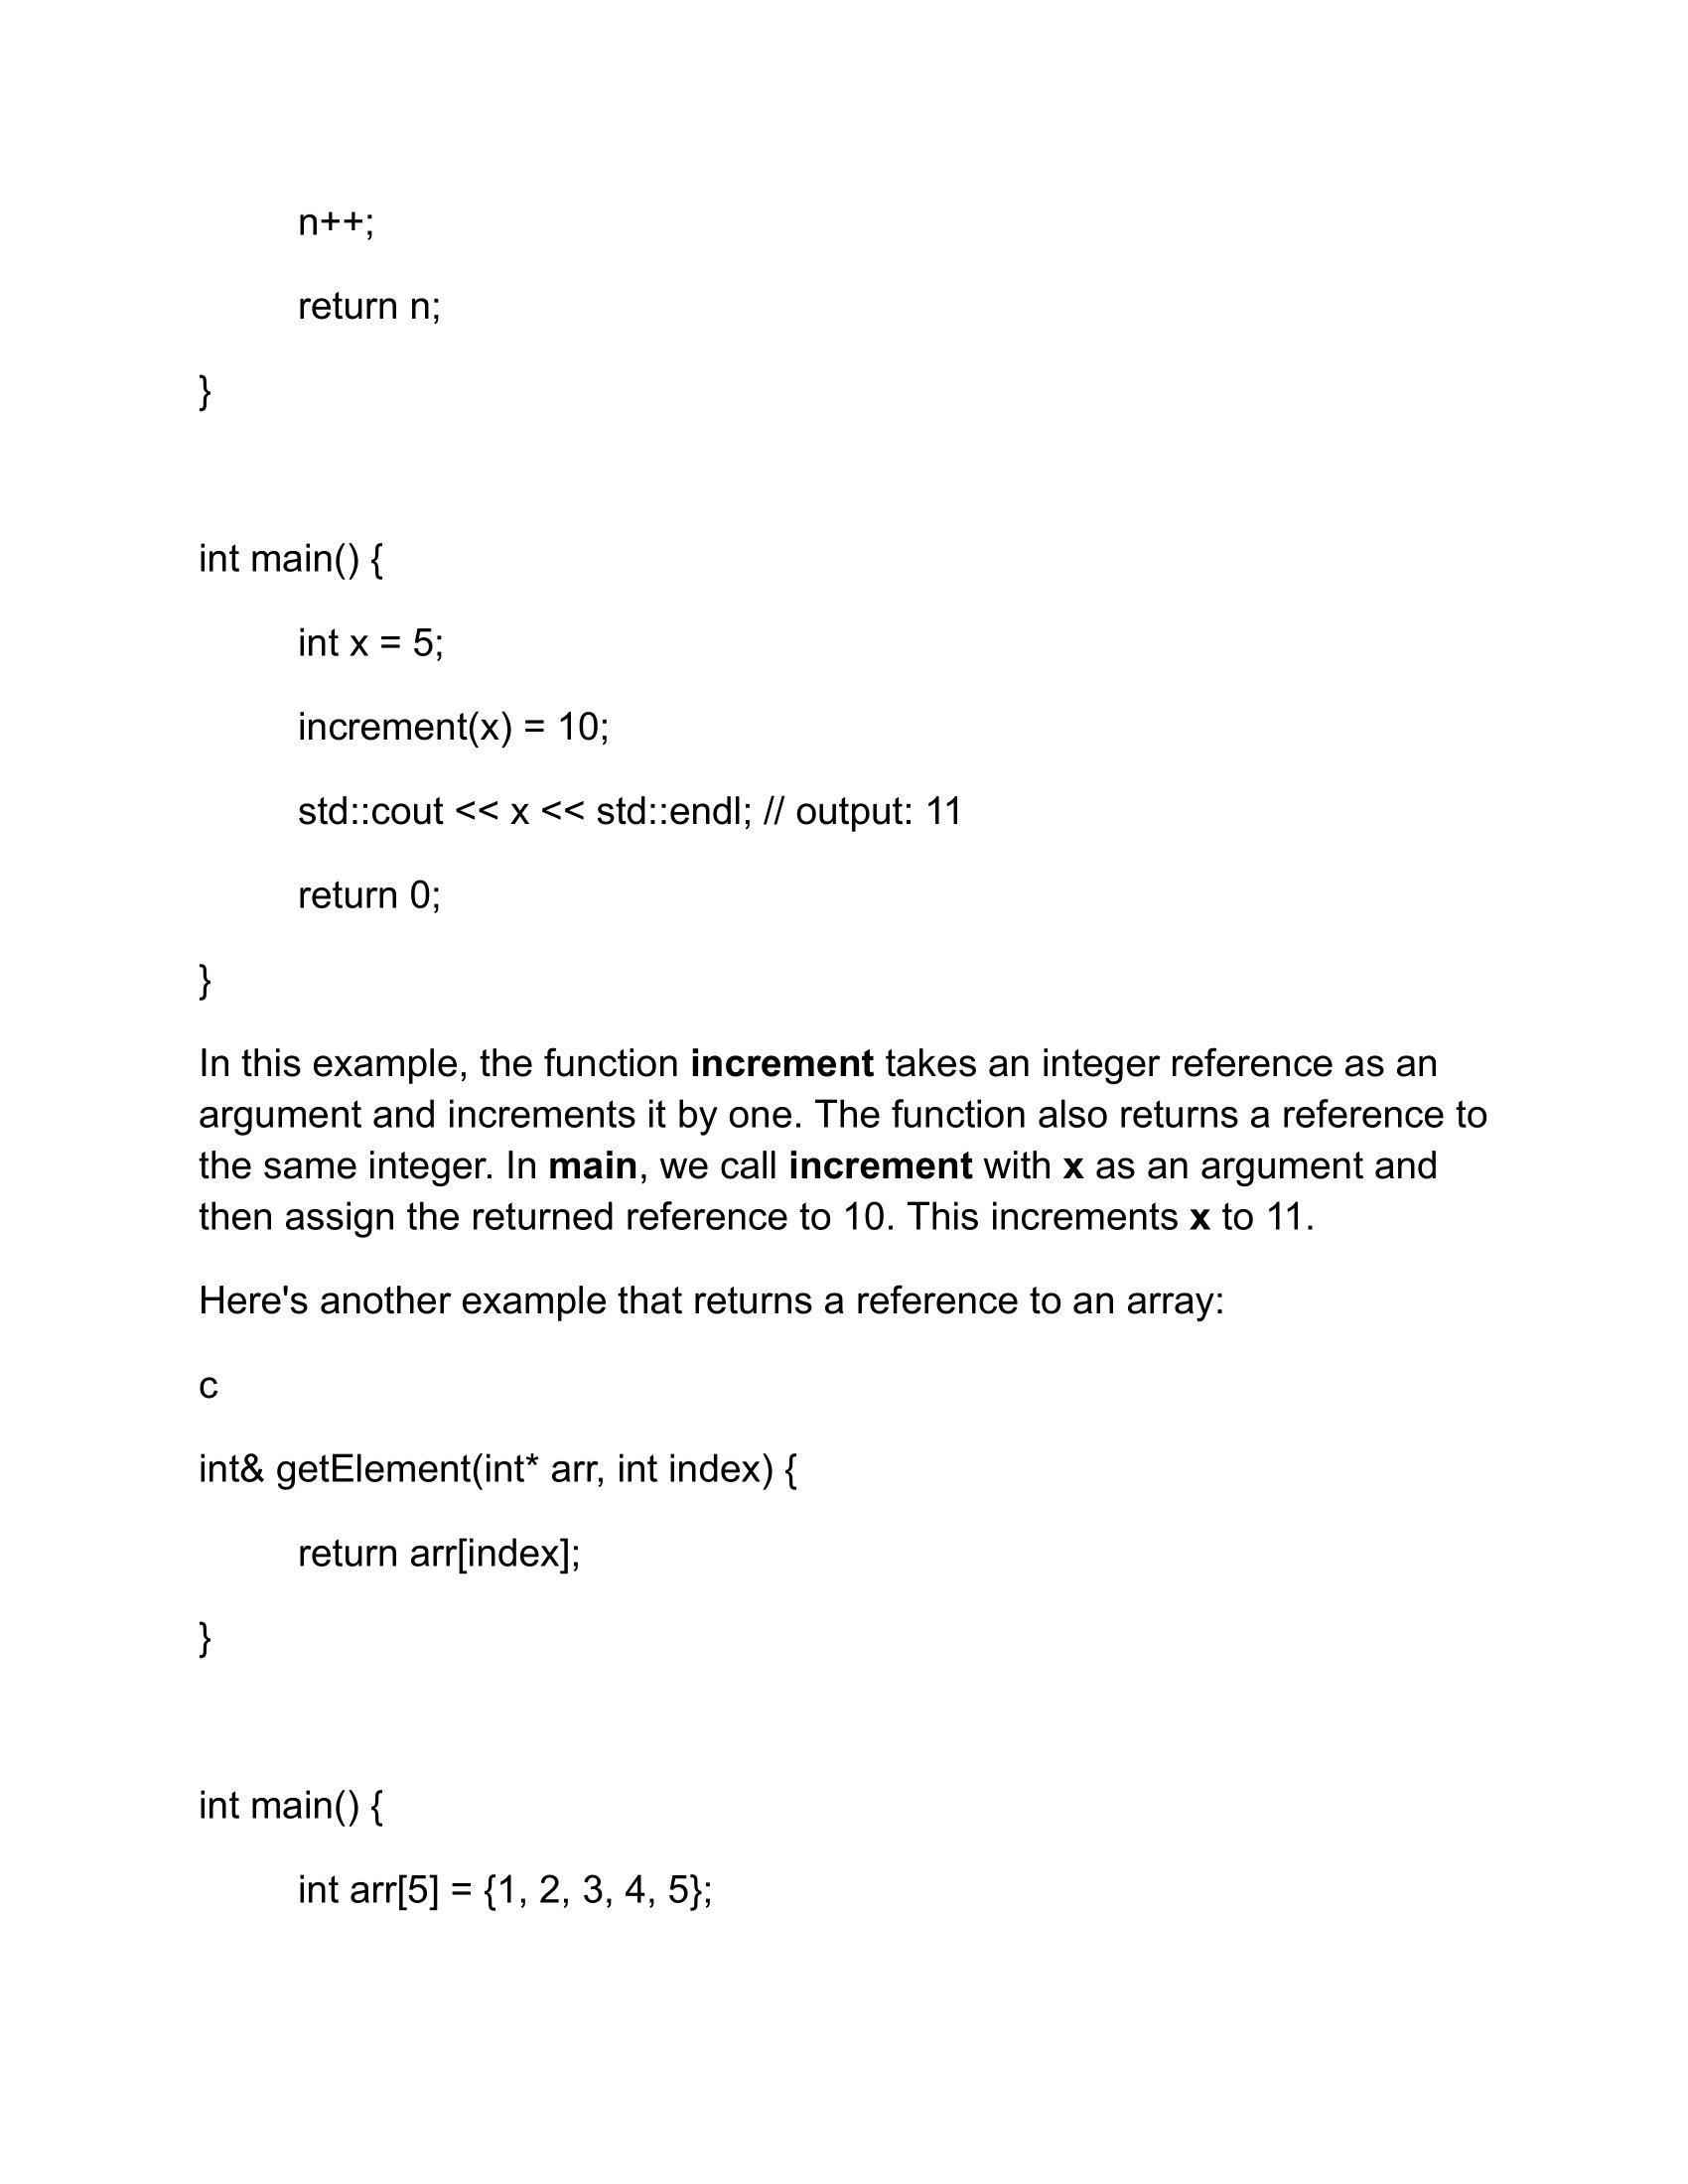 n++;
return n;
}
int main() {
int x = 5;
increment(x) = 10;
std::cout << x << std::endl; // output: 11
return 0;
}
In this example, the function increment takes an integer reference as an
argument and increments it by one. The function also returns a reference to
the same integer. In main, we call increment with x as an argument and
then assign the returned reference to 10. This increments x to 11.
Here's another example that returns a reference to an array:
c
int& getElement(int* arr, int index) {
return arr[index];
}
int main() {
int arr[5] = {1, 2, 3, 4, 5};